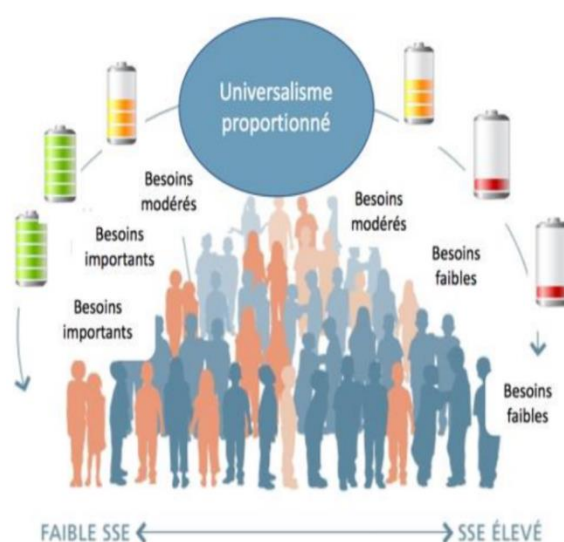 Universalisme
proportionné
Besoins
modérés
Besoins
modérés
Besoins
importants
Besoins
faibles
Besoins
importants
Besoins
faibles
FAIBLE SSE
SSE ÉLEVÉ